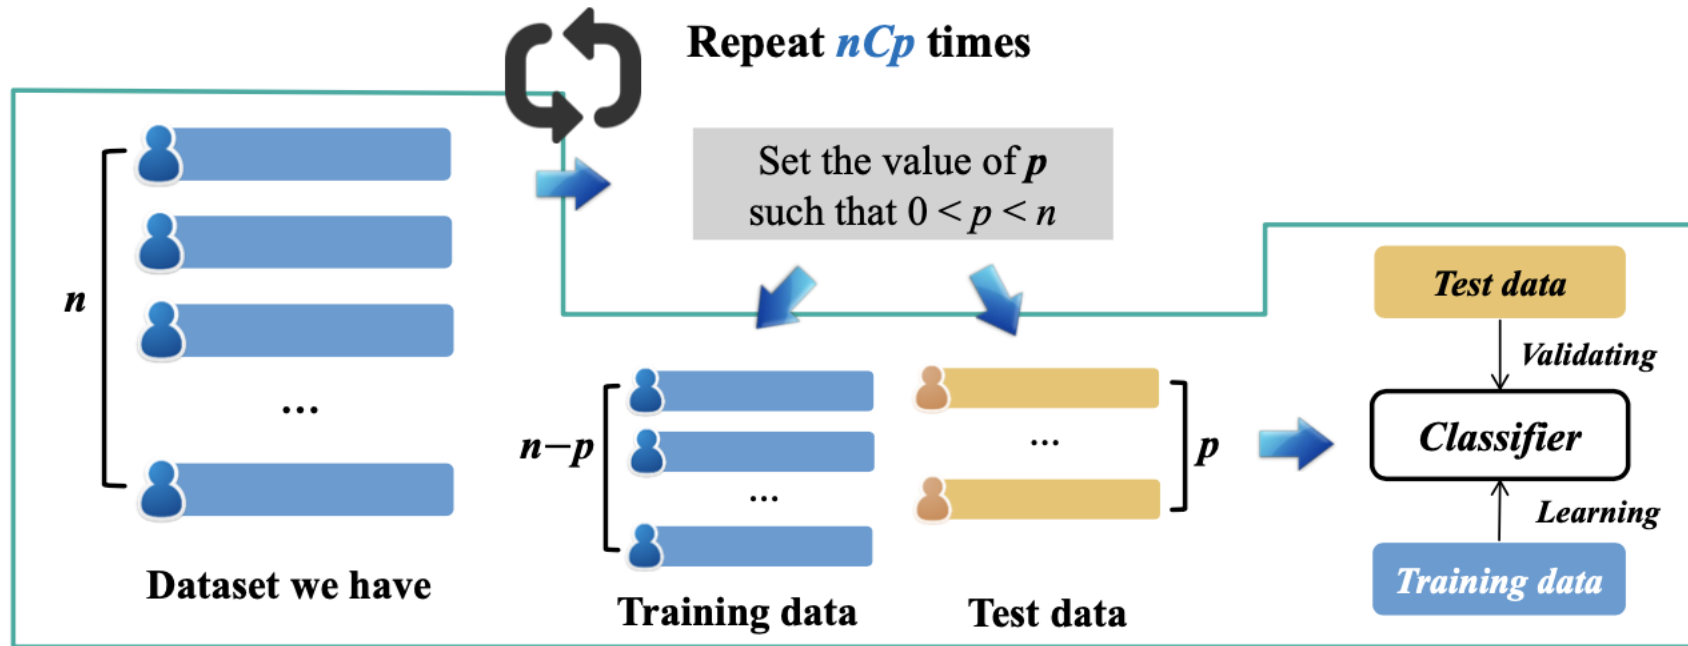 Repeat nCp times
Set the value of p
such that 0 < p < n
n
...
Dataset we have
n−p
...
Training data
...
p
Test data
Test data
Validating
Classifier
Learning
Training data